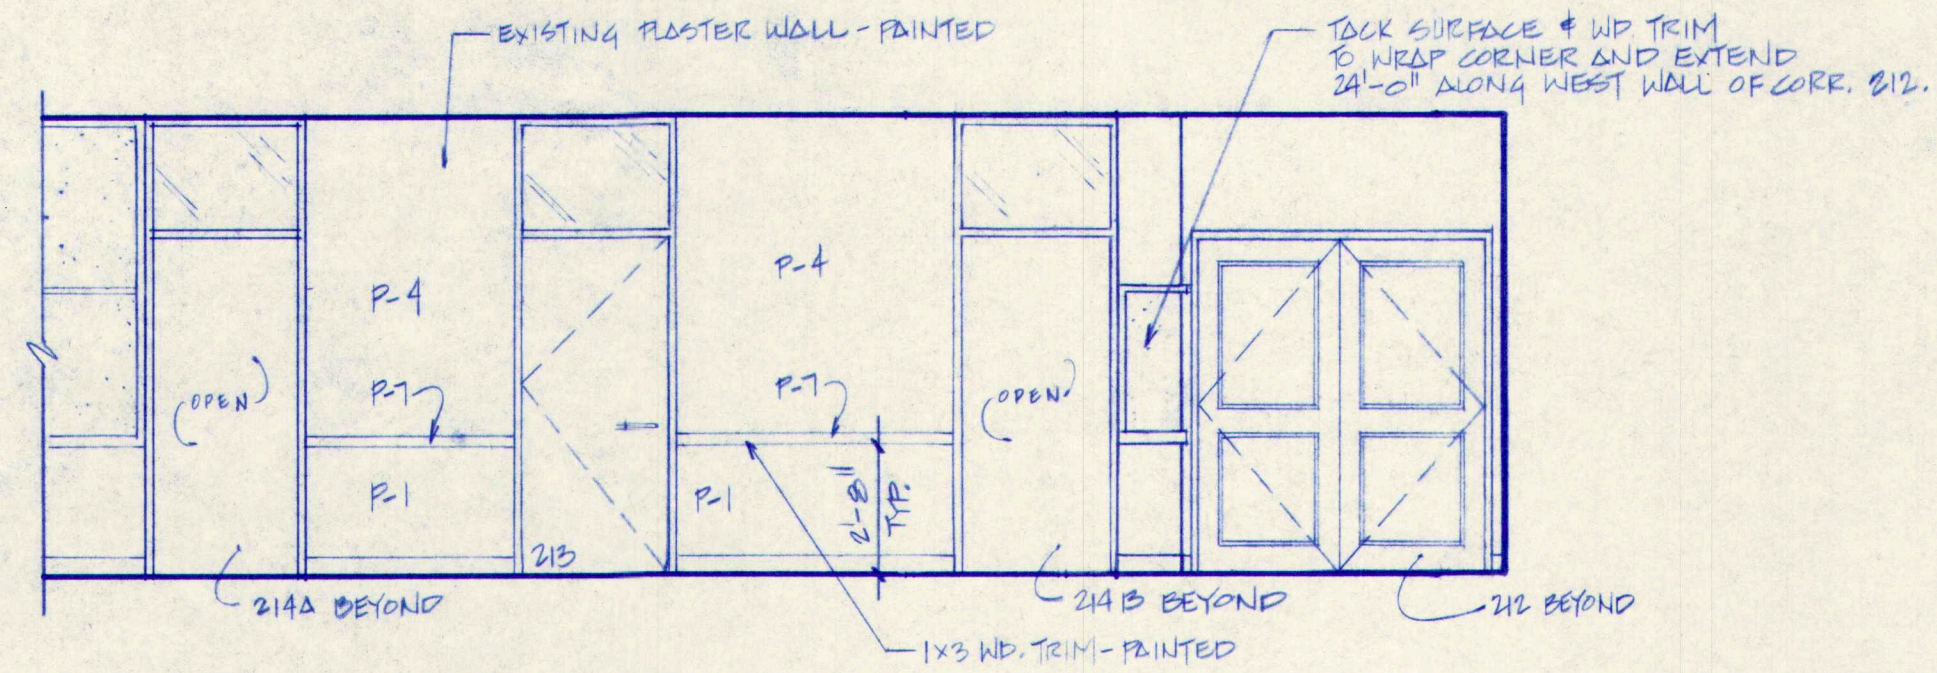 EXISTING PLASTER WALL - PAINTED
TACK SURFACE & WD. TRIM
TO WRAP CORNER AND EXTEND
24'-0" ALONG WEST WALL OF CORR. 212.
P-4
P-4
OPEN
P-7
P-7
OPEN
P-1
P-1
2'-8"
TYP.
213
214A BEYOND
214B BEYOND
212 BEYOND
1x3 WD. TRIM - PAINTED